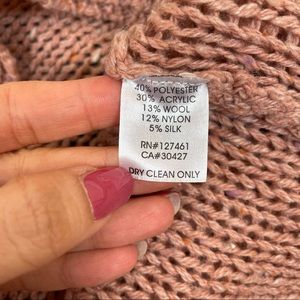 40% POLYESTER
30% ACRYLIC
13% WOOL
12% NYLON
5% SILK
RN#127461
CA#30427
DRY CLEAN ONLY